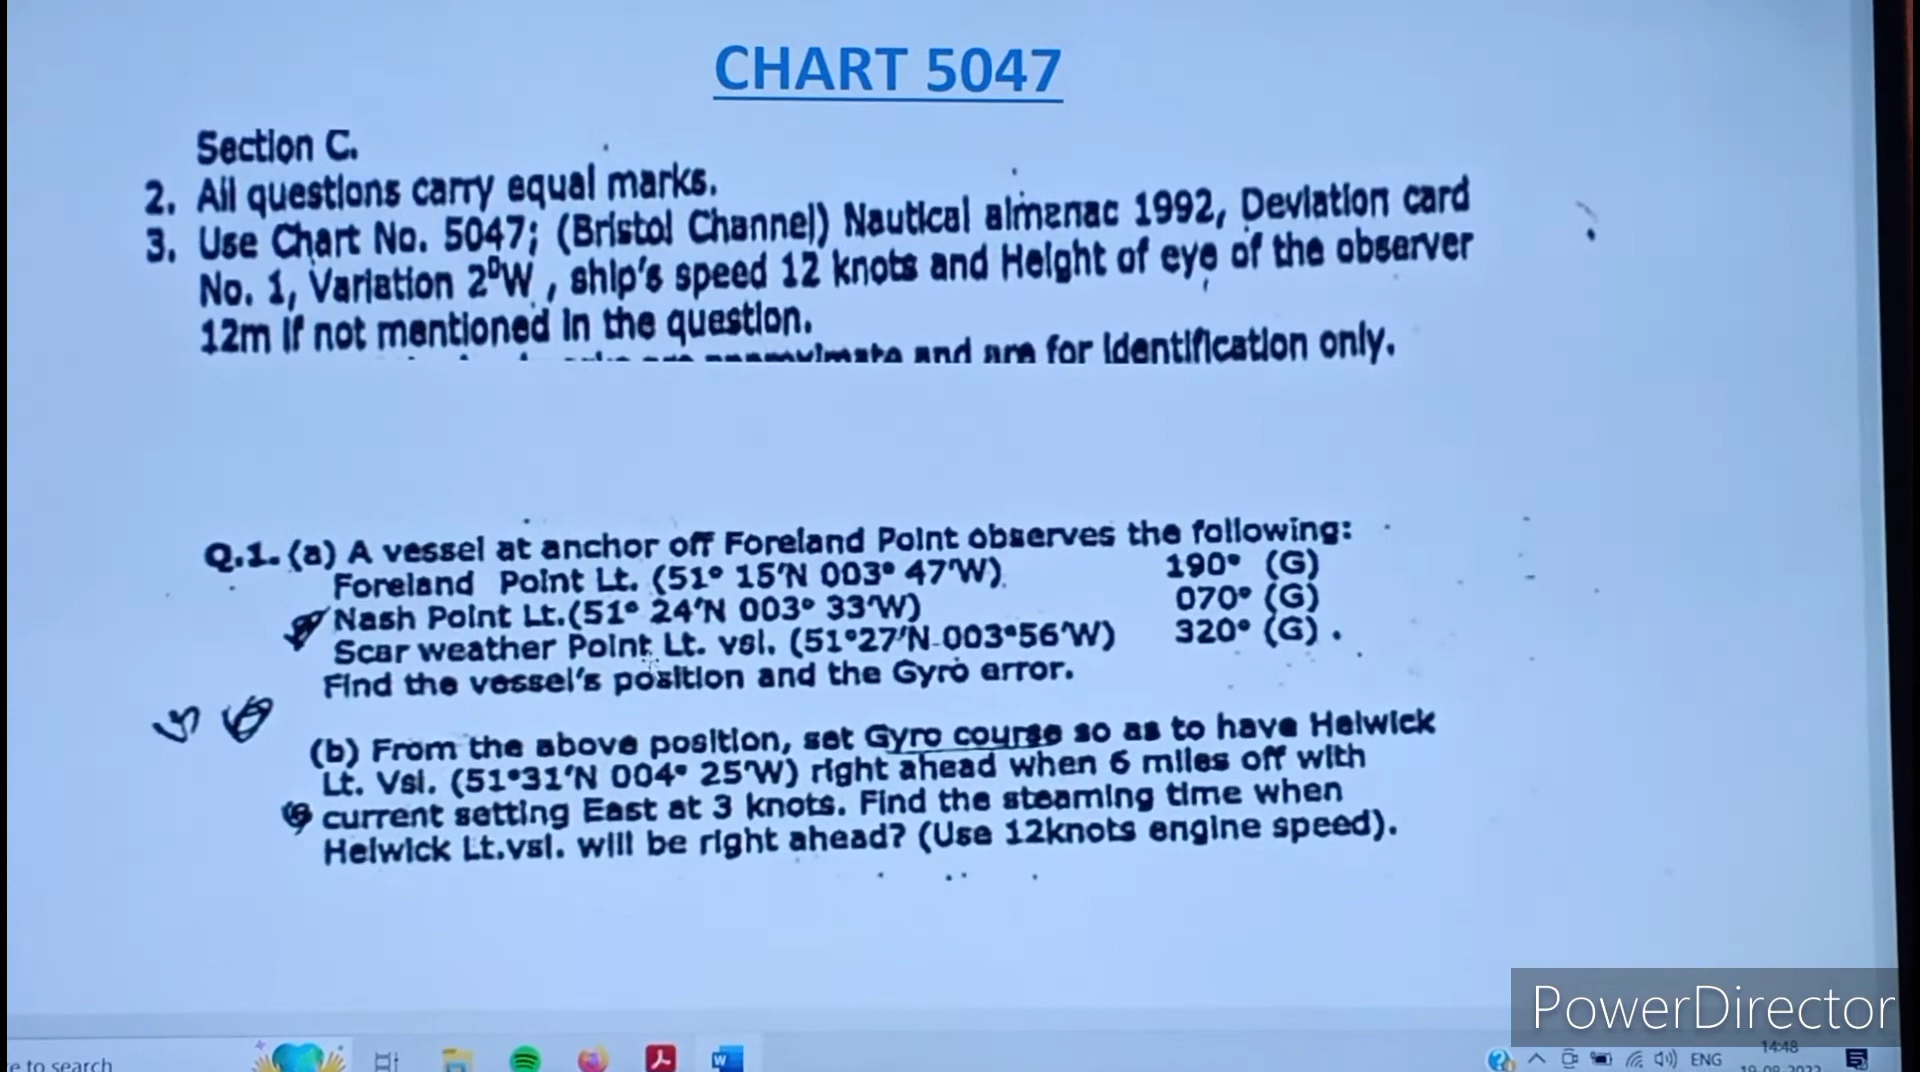 CHART 5047
Section C.
2. All questions carry equal marks.
3. Use Chart No. 5047; (Bristol Channel) Nautical almenac 1992, Deviation card
No. 1, Variation 2°W, ship's speed 12 knots and Height of eye of the observer
12m if not mentioned in the question.
approximate and are for identification only.
Q.1. (a) A vessel at anchor off Foreland Point observes the following:
Foreland Point Lt. (51° 15'N 003° 47'W). 190° (G)
Nash Point Lt.(51° 24'N 003° 33'W) 070° (G)
Scar weather Point Lt. vsl. (51°27'N-003°56'W) 320° (G).
Find the vessel's position and the Gyro error.
(b) From the above position, set Gyro course so as to have Helwick
Lt. Vsl. (51°31'N 004° 25'W) right ahead when 6 miles off with
current setting East at 3 knots. Find the steaming time when
Helwick Lt.vsl. will be right ahead? (Use 12knots engine speed).
PowerDirector
e to search
ENG
14:48
19-08-2022